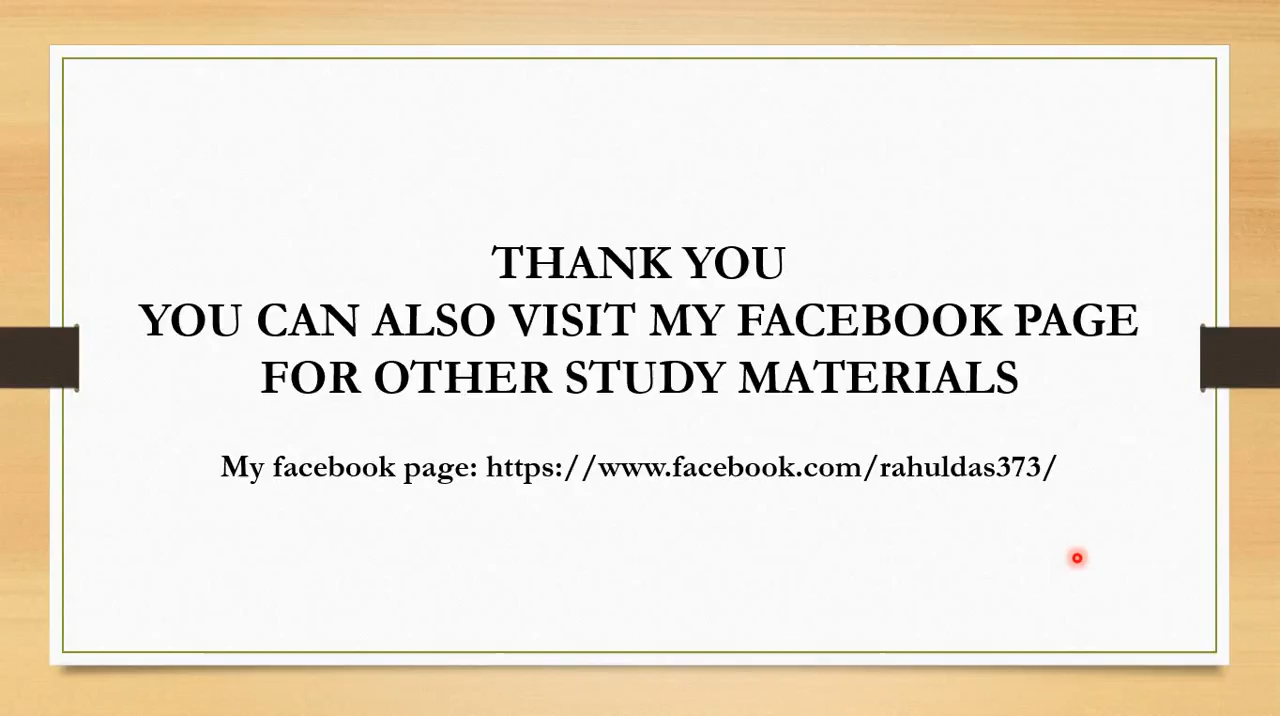 THANK YOU
YOU CAN ALSO VISIT MY FACEBOOK PAGE
FOR OTHER STUDY MATERIALS
My facebook page: https://www.facebook.com/rahuldas373/